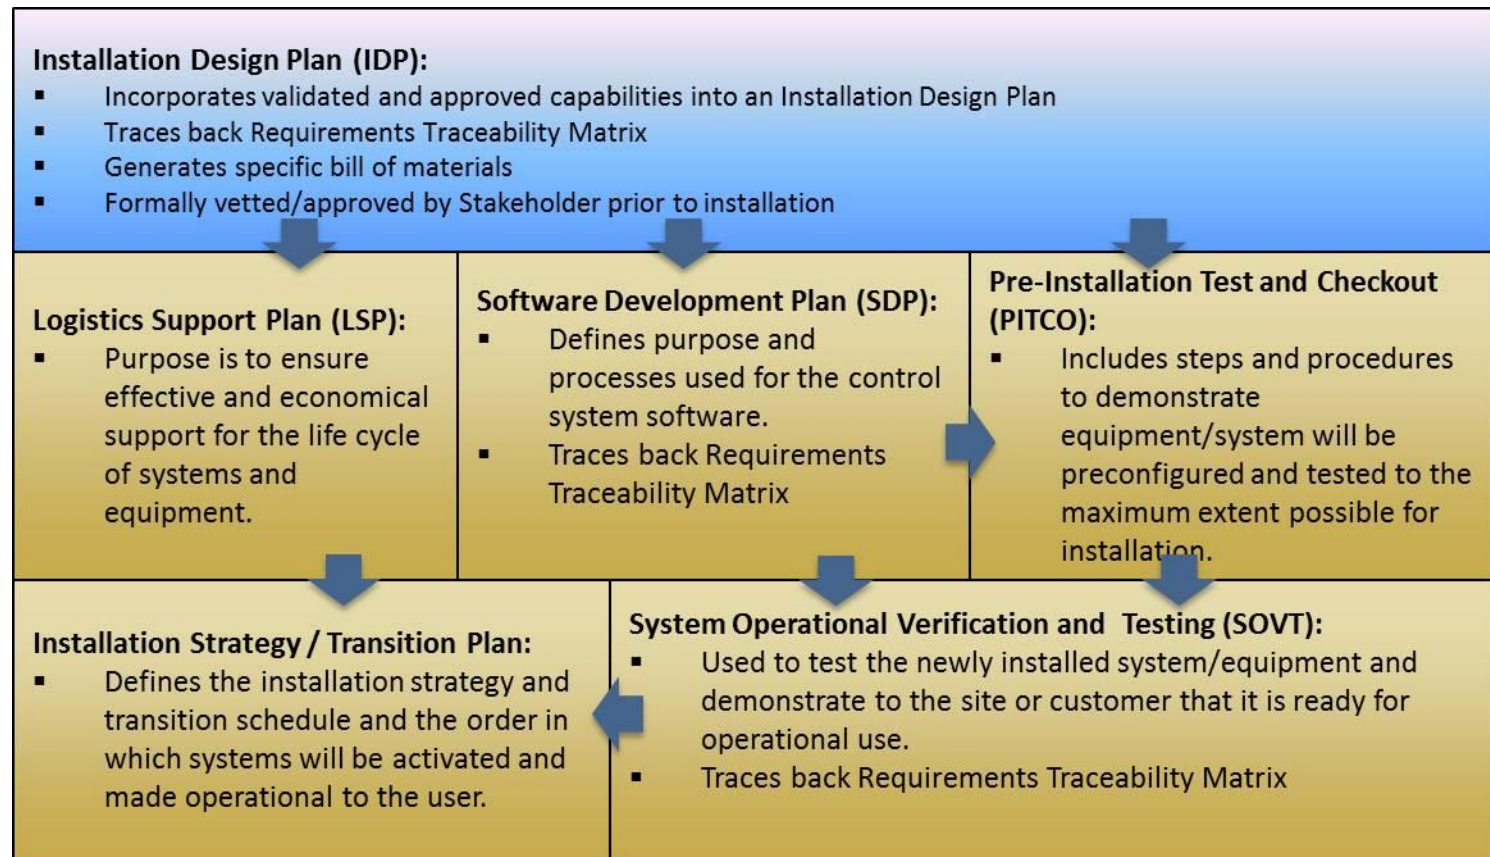 Installation Design Plan (IDP):
▪ Incorporates validated and approved capabilities into an Installation Design Plan
▪ Traces back Requirements Traceability Matrix
▪ Generates specific bill of materials
▪ Formally vetted/approved by Stakeholder prior to installation
Logistics Support Plan (LSP):
▪ Purpose is to ensure
effective and economical
support for the life cycle
of systems and
equipment.
Software Development Plan (SDP):
▪ Defines purpose and
processes used for the control
system software.
▪ Traces back Requirements
Traceability Matrix
Pre-Installation Test and Checkout
(PITCO):
▪ Includes steps and procedures
to demonstrate
equipment/system will be
preconfigured and tested to the
maximum extent possible for
installation.
Installation Strategy / Transition Plan:
▪ Defines the installation strategy and
transition schedule and the order in
which systems will be activated and
made operational to the user.
System Operational Verification and Testing (SOVT):
▪ Used to test the newly installed system/equipment and
demonstrate to the site or customer that it is ready for
operational use.
▪ Traces back Requirements Traceability Matrix